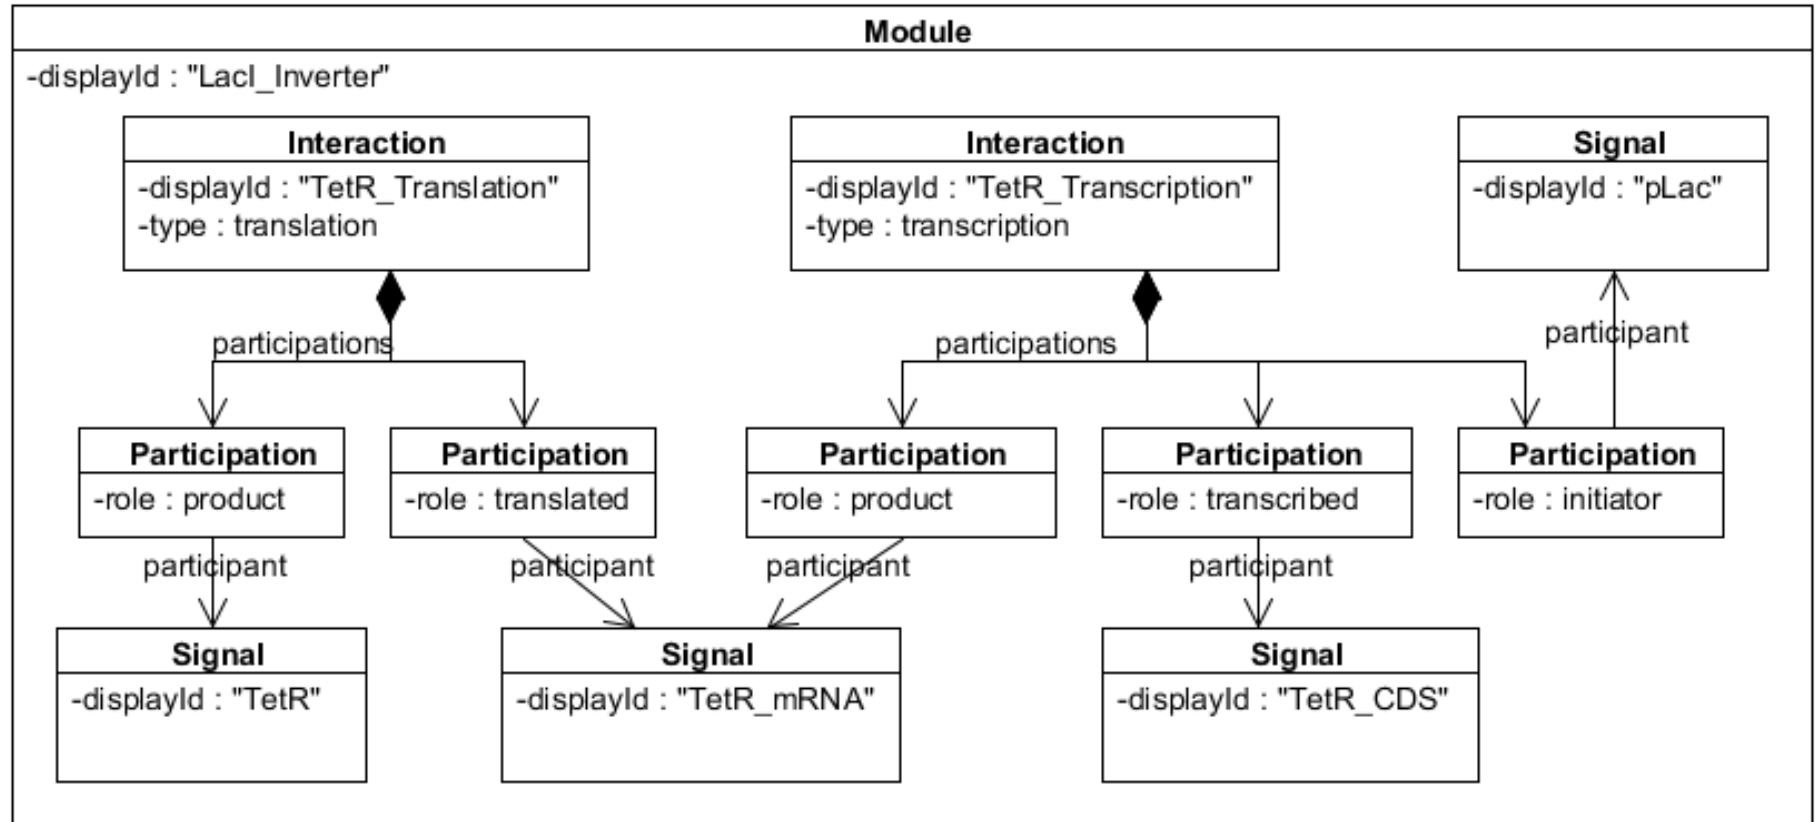 Module
-displayId : "LacI_Inverter"
Interaction
-displayId : "TetR_Translation"
-type : translation
Interaction
-displayId : "TetR_Transcription"
-type : transcription
Signal
-displayId : "pLac"
participations
participations
participant
Participation
-role : product
Participation
-role : translated
Participation
-role : product
Participation
-role : transcribed
Participation
-role : initiator
participant
participant
participant
participant
Signal
-displayId : "TetR"
Signal
-displayId : "TetR_mRNA"
Signal
-displayId : "TetR_CDS"